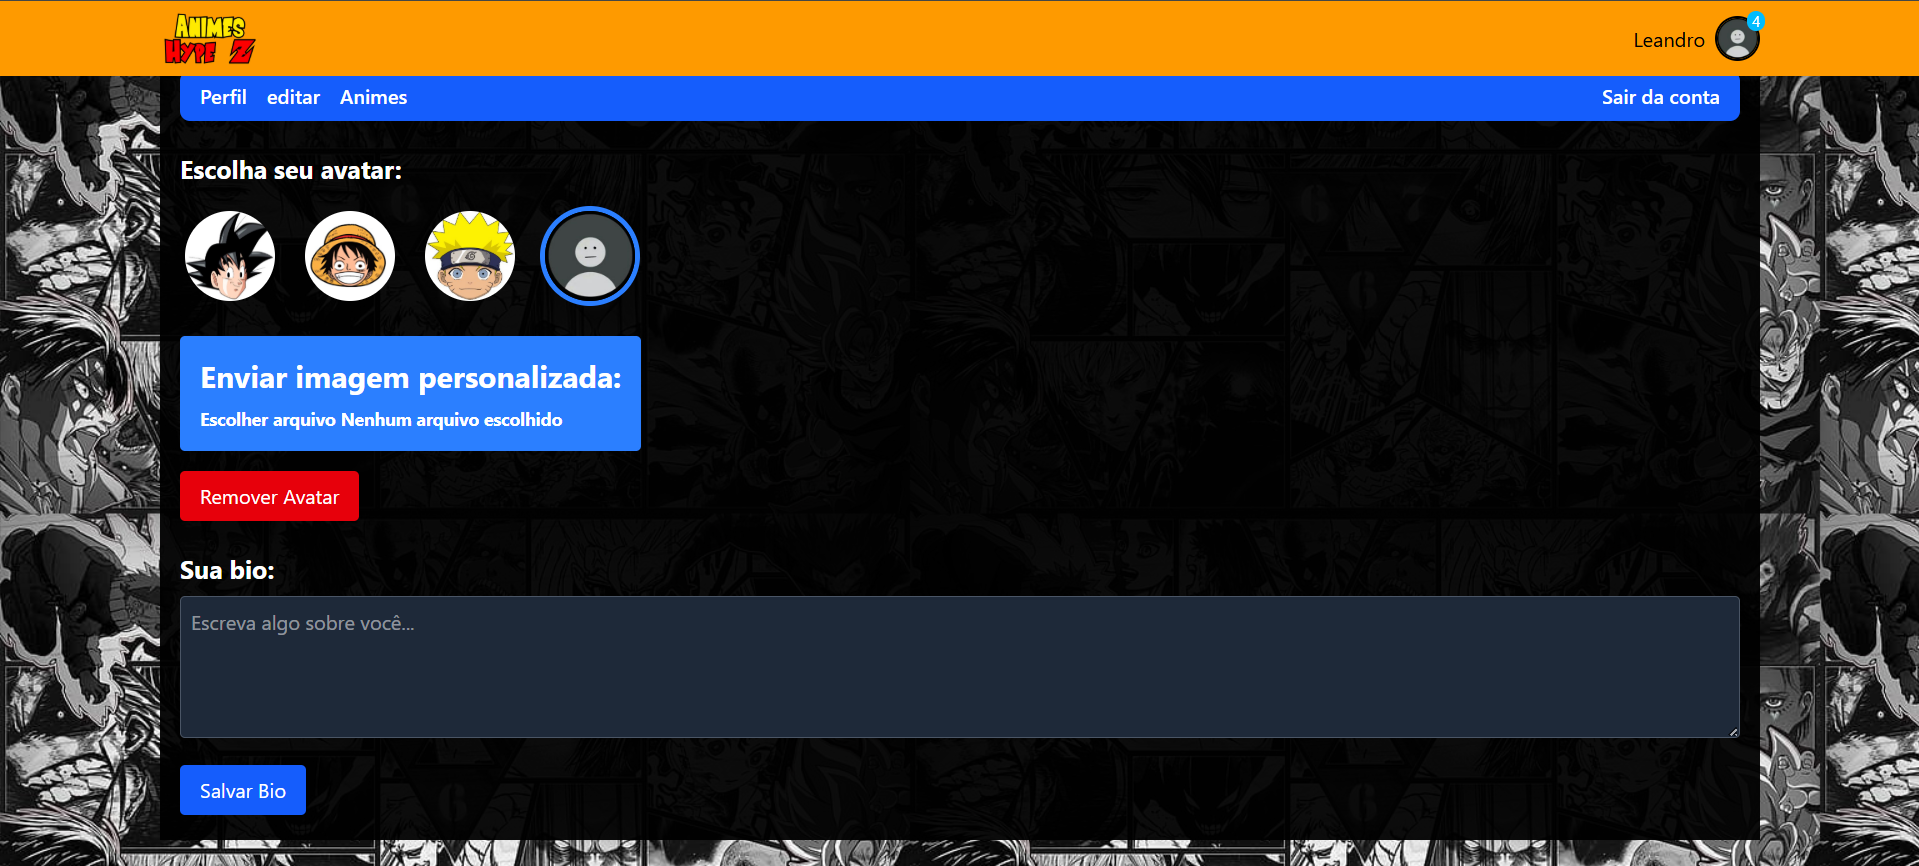 ANIMES
HYPE Z
Leandro
4
Perfil editar Animes Sair da conta
Escolha seu avatar:
Enviar imagem personalizada:
Escolher arquivo Nenhum arquivo escolhido
Remover Avatar
Sua bio:
Escreva algo sobre você...
Salvar Bio